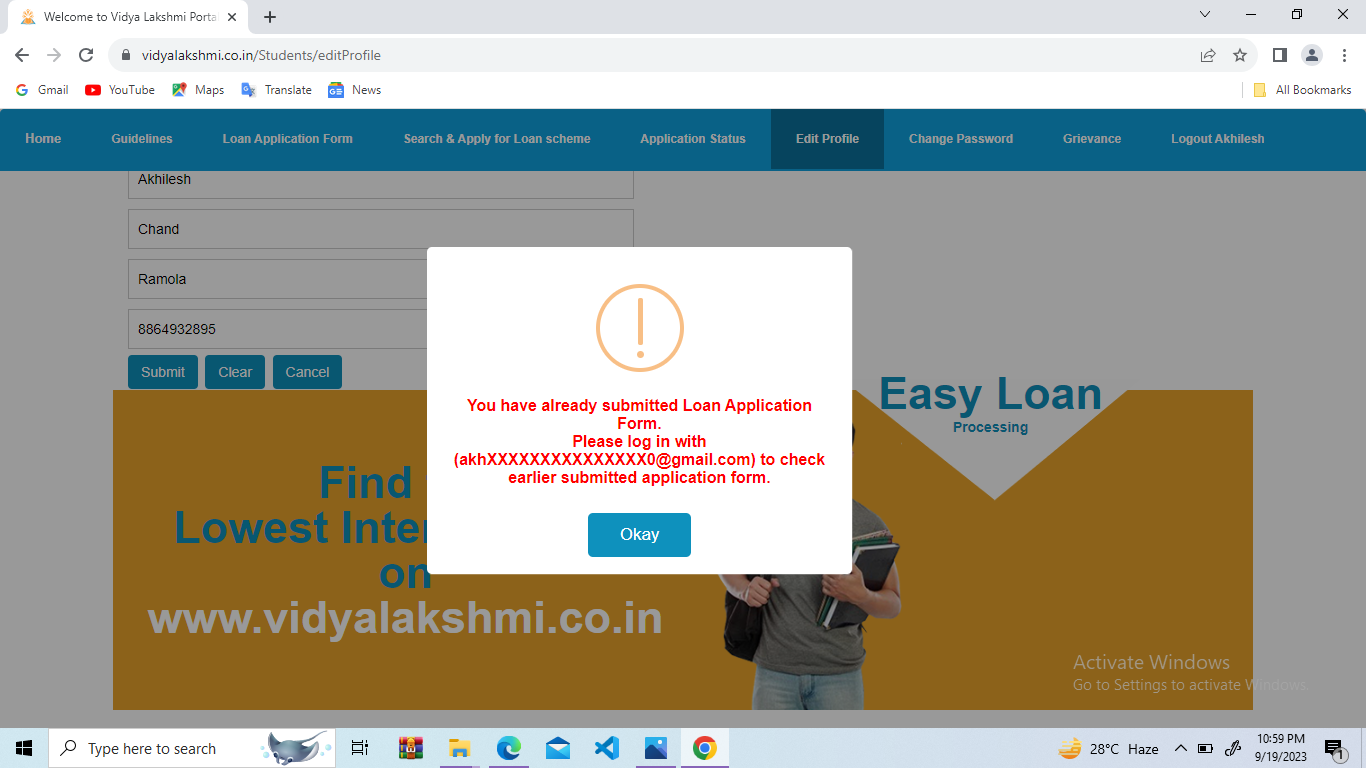 Welcome to Vidya Lakshmi Porta
vidyalakshmi.co.in/Students/editProfile
Gmail YouTube Maps Translate News All Bookmarks
Home Guidelines Loan Application Form Search & Apply for Loan scheme Application Status Edit Profile Change Password Grievance Logout Akhilesh
Akhilesh
Chand
Ramola
8864932895
Submit Clear Cancel
You have already submitted Loan Application
Form.
Please log in with
(akhXXXXXXXXXXXXXXX0@gmail.com) to check
earlier submitted application form.
Okay
Easy Loan
Processing
Find
Lowest Inter
on
www.vidyalakshmi.co.in
Activate Windows
Go to Settings to activate Windows.
Type here to search
28°C Haze
10:59 PM
9/19/2023
1